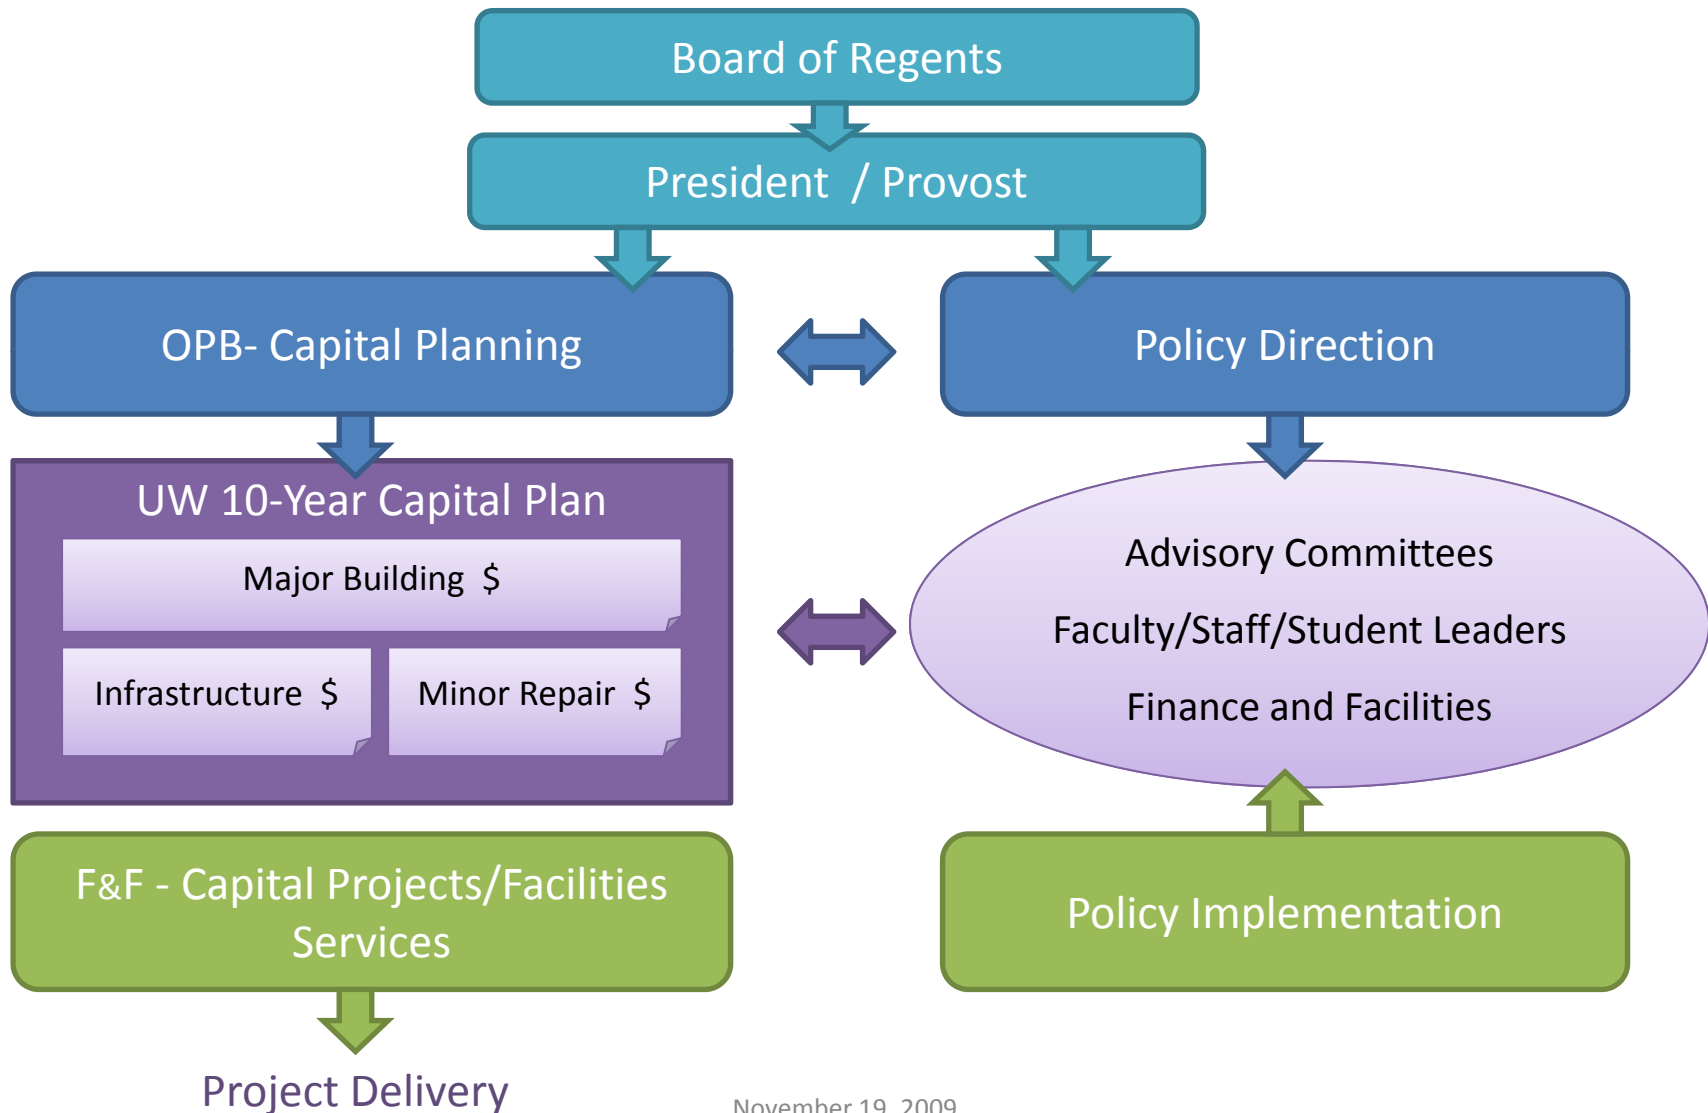 Board of Regents
President / Provost
OPB- Capital Planning
Policy Direction
UW 10-Year Capital Plan
Major Building $
Infrastructure $
Minor Repair $
Advisory Committees
Faculty/Staff/Student Leaders
Finance and Facilities
F&F - Capital Projects/Facilities
Services
Policy Implementation
Project Delivery
November 19, 2009